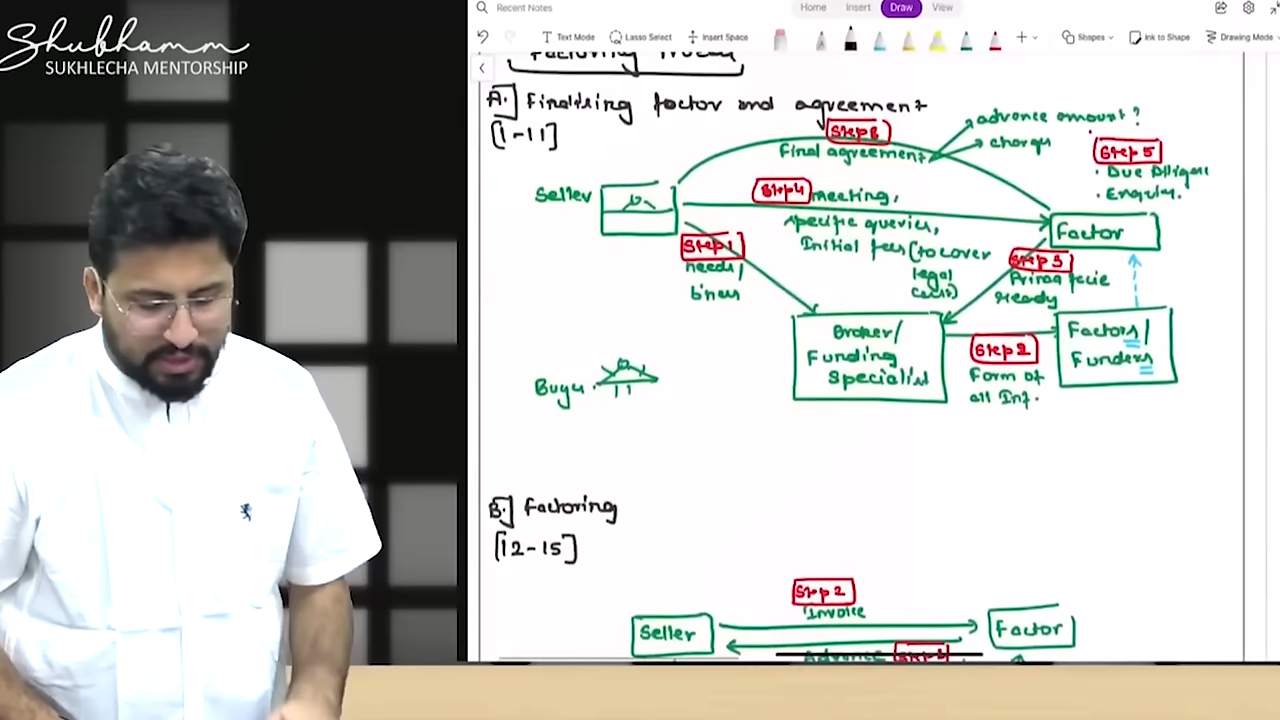 Shubhamm
SUKHLECHA MENTORSHIP
Recent Notes
Home Insert Draw View
Text Mode Lasso Select Insert Space Shapes Ink to Shape Drawing Mode
A.] Finalising factor and agreement
[1-11]
Step 6
Final agreement
advance amount?
charges
Step 5
Due Diligence
Enquiries.
Seller
Step 4 meeting,
specific queries,
Initial fees (to cover
legal
costs)
Factor
Step 1
needs/
Step 3
Prima facie
ready
Broker/
Funding
Specialist
Step 2
Form of
all Inf.
Factors/
Funders
Buyer
B.] Factoring
[12-15]
Step 2
Invoice
Seller
Factor
Advance